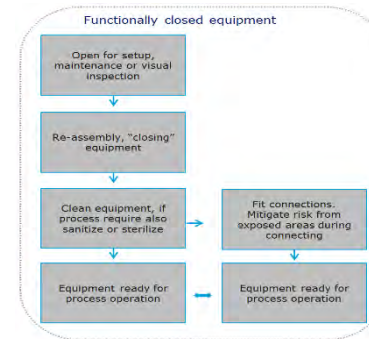 Functionally closed equipment
Open for setup,
maintenance or visual
inspection
Re-assembly, "closing"
equipment
Clean equipment, if
process require also
sanitize or sterilize
Fit connections.
Mitigate risk from
exposed areas during
connecting
Equipment ready for
process operation
Equipment ready for
process operation